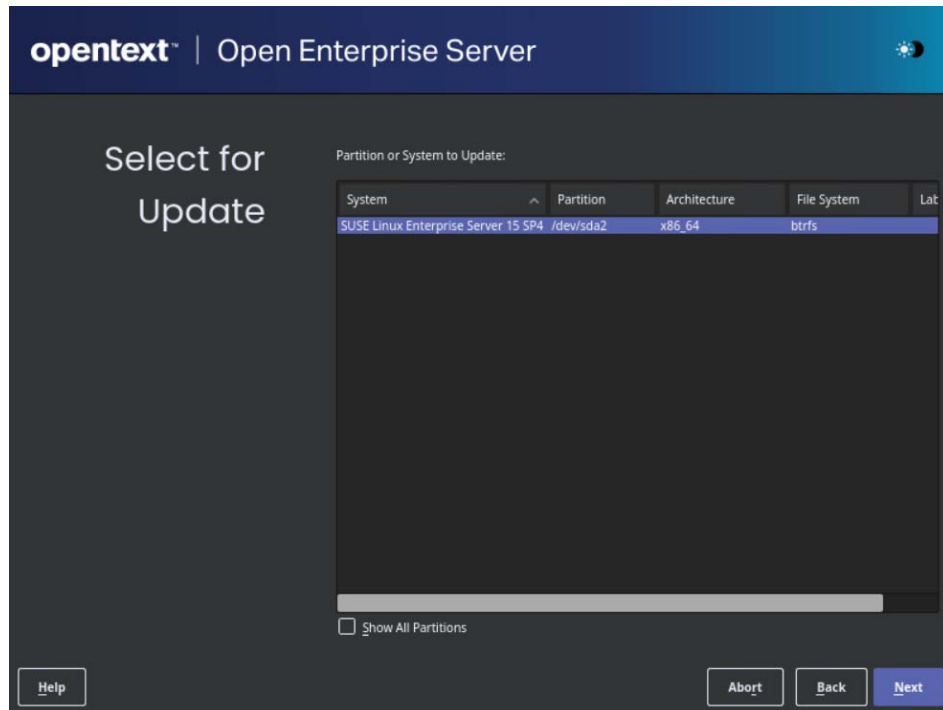 opentext™ | Open Enterprise Server
Select for
Update
Partition or System to Update:
System Partition Architecture File System Lab
SUSE Linux Enterprise Server 15 SP4 /dev/sda2 x86_64 btrfs
Show All Partitions
Help Abort Back Next